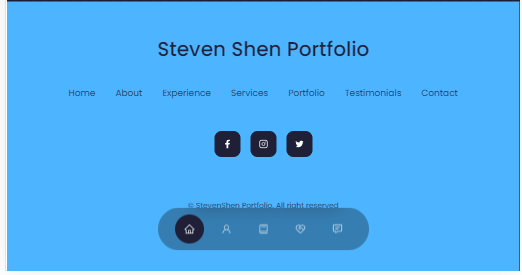 Steven Shen Portfolio
Home About Experience Services Portfolio Testimonials Contact
© StevenShen Portfolio. All right reserved